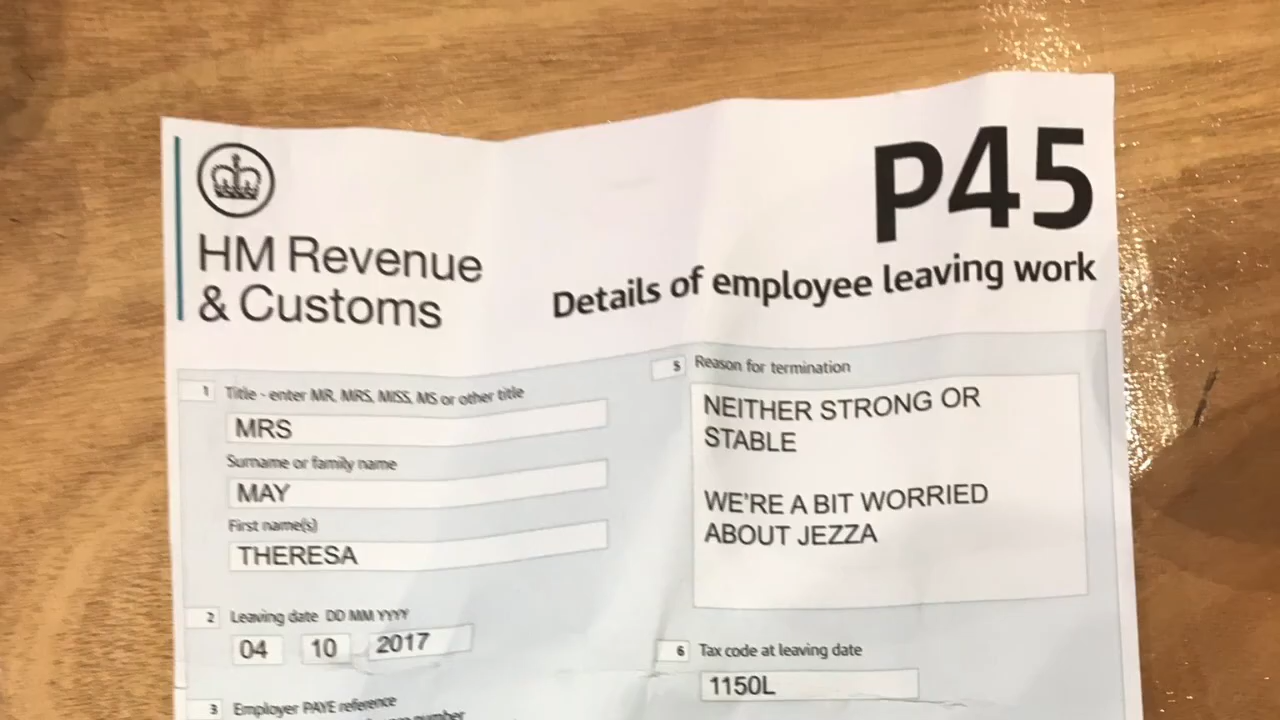 HM Revenue
& Customs
P45
Details of employee leaving work
1 Title - enter MR, MRS, MISS, MS or other title
MRS
Surname or family name
MAY
First name(s)
THERESA
2 Leaving date DD MM YYYY
04 10 2017
3 Employer PAYE reference
number
5 Reason for termination
NEITHER STRONG OR
STABLE
WE'RE A BIT WORRIED
ABOUT JEZZA
6 Tax code at leaving date
1150L